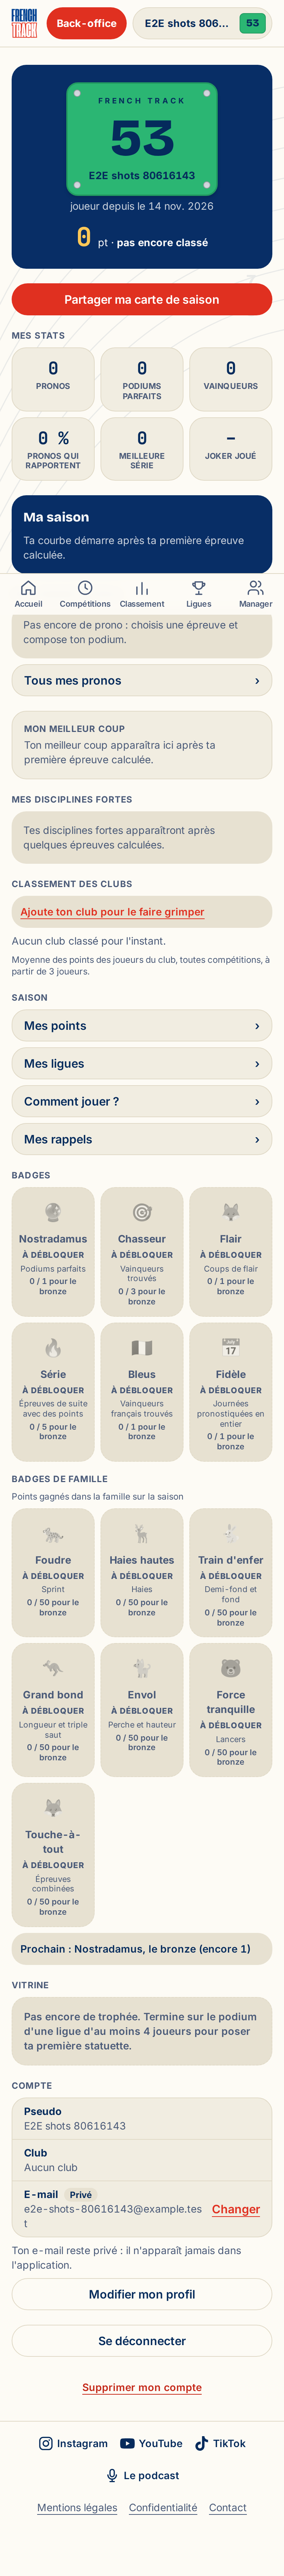 FRENCH
TRACK
Back-office
E2E shots 806... 53
FRENCH TRACK
53
E2E shots 80616143
joueur depuis le 14 nov. 2026
0 pt · pas encore classé
Partager ma carte de saison
MES STATS
0
PRONOS
0
PODIUMS
PARFAITS
0
VAINQUEURS
0 %
PRONOS QUI
RAPPORTENT
0
MEILLEURE
SÉRIE
–
JOKER JOUÉ
Ma saison
Ta courbe démarre après ta première épreuve
calculée.
Accueil
Compétitions
Classement
Ligues
Manager
Pas encore de prono : choisis une épreuve et
compose ton podium.
Tous mes pronos ›
MON MEILLEUR COUP
Ton meilleur coup apparaîtra ici après ta
première épreuve calculée.
MES DISCIPLINES FORTES
Tes disciplines fortes apparaîtront après
quelques épreuves calculées.
CLASSEMENT DES CLUBS
Ajoute ton club pour le faire grimper
Aucun club classé pour l'instant.
Moyenne des points des joueurs du club, toutes compétitions, à
partir de 3 joueurs.
SAISON
Mes points ›
Mes ligues ›
Comment jouer ? ›
Mes rappels ›
BADGES
Nostradamus
À DÉBLOQUER
Podiums parfaits
0 / 1 pour le
bronze
Chasseur
À DÉBLOQUER
Vainqueurs
trouvés
0 / 3 pour le
bronze
Flair
À DÉBLOQUER
Coups de flair
0 / 1 pour le
bronze
Série
À DÉBLOQUER
Épreuves de suite
avec des points
0 / 5 pour le
bronze
Bleus
À DÉBLOQUER
Vainqueurs
français trouvés
0 / 1 pour le
bronze
Fidèle
À DÉBLOQUER
Journées
pronostiquées en
entier
0 / 1 pour le
bronze
BADGES DE FAMILLE
Points gagnés dans la famille sur la saison
Foudre
À DÉBLOQUER
Sprint
0 / 50 pour le
bronze
Haies hautes
À DÉBLOQUER
Haies
0 / 50 pour le
bronze
Train d'enfer
À DÉBLOQUER
Demi-fond et
fond
0 / 50 pour le
bronze
Grand bond
À DÉBLOQUER
Longueur et triple
saut
0 / 50 pour le
bronze
Envol
À DÉBLOQUER
Perche et hauteur
0 / 50 pour le
bronze
Force
tranquille
À DÉBLOQUER
Lancers
0 / 50 pour le
bronze
Touche-à-
tout
À DÉBLOQUER
Épreuves
combinées
0 / 50 pour le
bronze
Prochain : Nostradamus, le bronze (encore 1)
VITRINE
Pas encore de trophée. Termine sur le podium
d'une ligue d'au moins 4 joueurs pour poser
ta première statuette.
COMPTE
Pseudo
E2E shots 80616143
Club
Aucun club
E-mail Privé
e2e-shots-80616143@example.tes
t
Changer
Ton e-mail reste privé : il n'apparaît jamais dans
l'application.
Modifier mon profil
Se déconnecter
Supprimer mon compte
Instagram
YouTube
TikTok
Le podcast
Mentions légales
Confidentialité
Contact